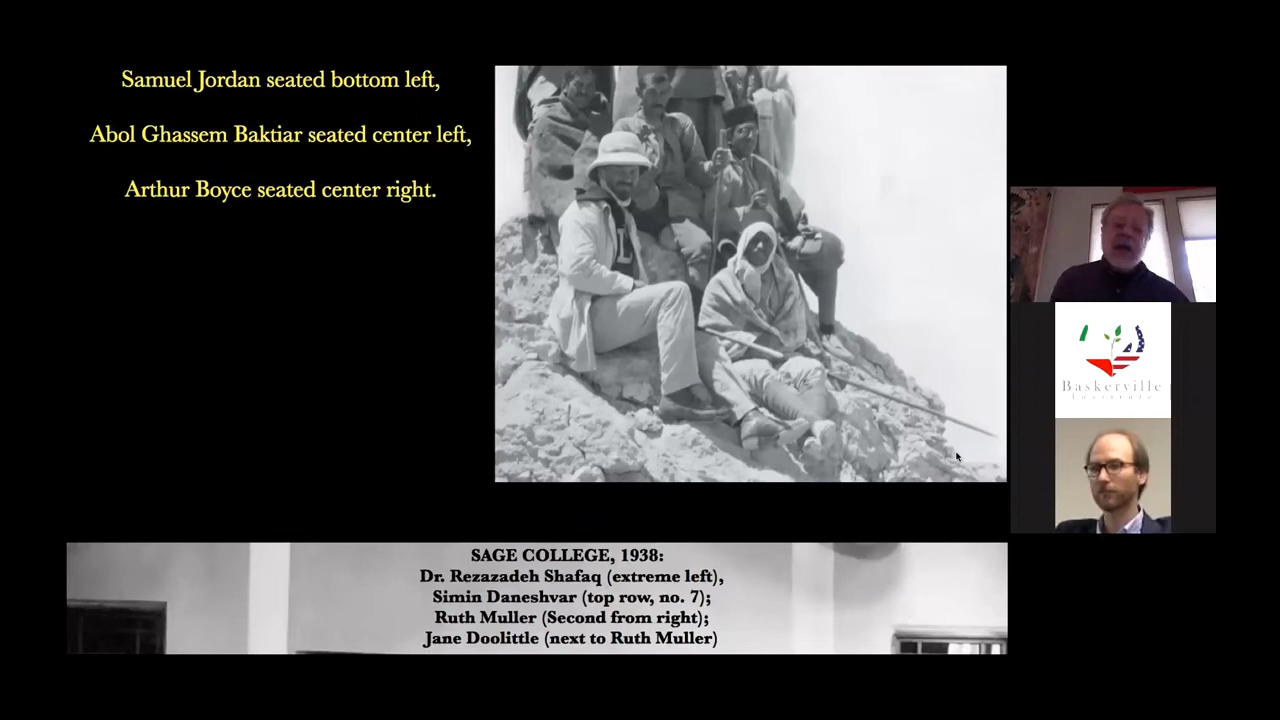 Samuel Jordan seated bottom left,
Abol Ghassem Baktiar seated center left,
Arthur Boyce seated center right.
L
Baskerville
Institute
SAGE COLLEGE, 1938:
Dr. Rezazadeh Shafaq (extreme left),
Simin Daneshvar (top row, no. 7);
Ruth Muller (Second from right);
Jane Doolittle (next to Ruth Muller)